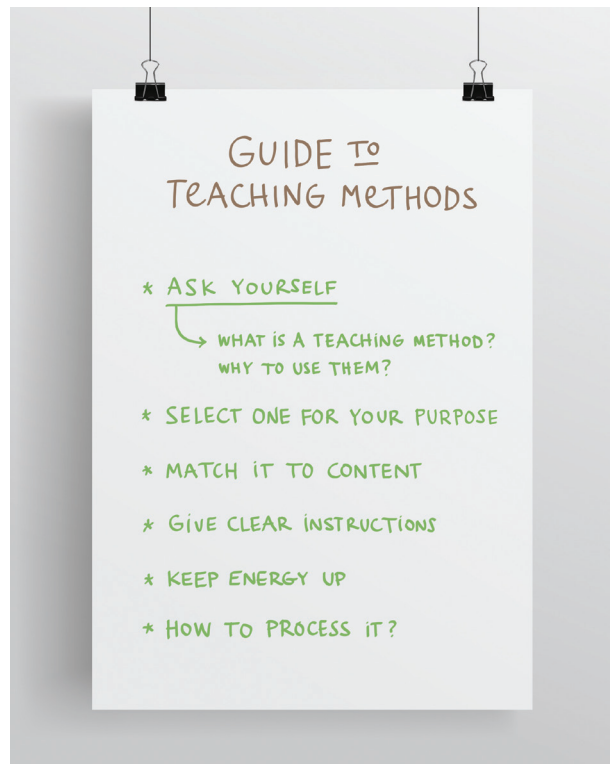 GUIDE TO
TEACHING METHODS
* ASK YOURSELF
WHAT IS A TEACHING METHOD?
WHY TO USE THEM?
* SELECT ONE FOR YOUR PURPOSE
* MATCH IT TO CONTENT
* GIVE CLEAR INSTRUCTIONS
* KEEP ENERGY UP
* HOW TO PROCESS IT?